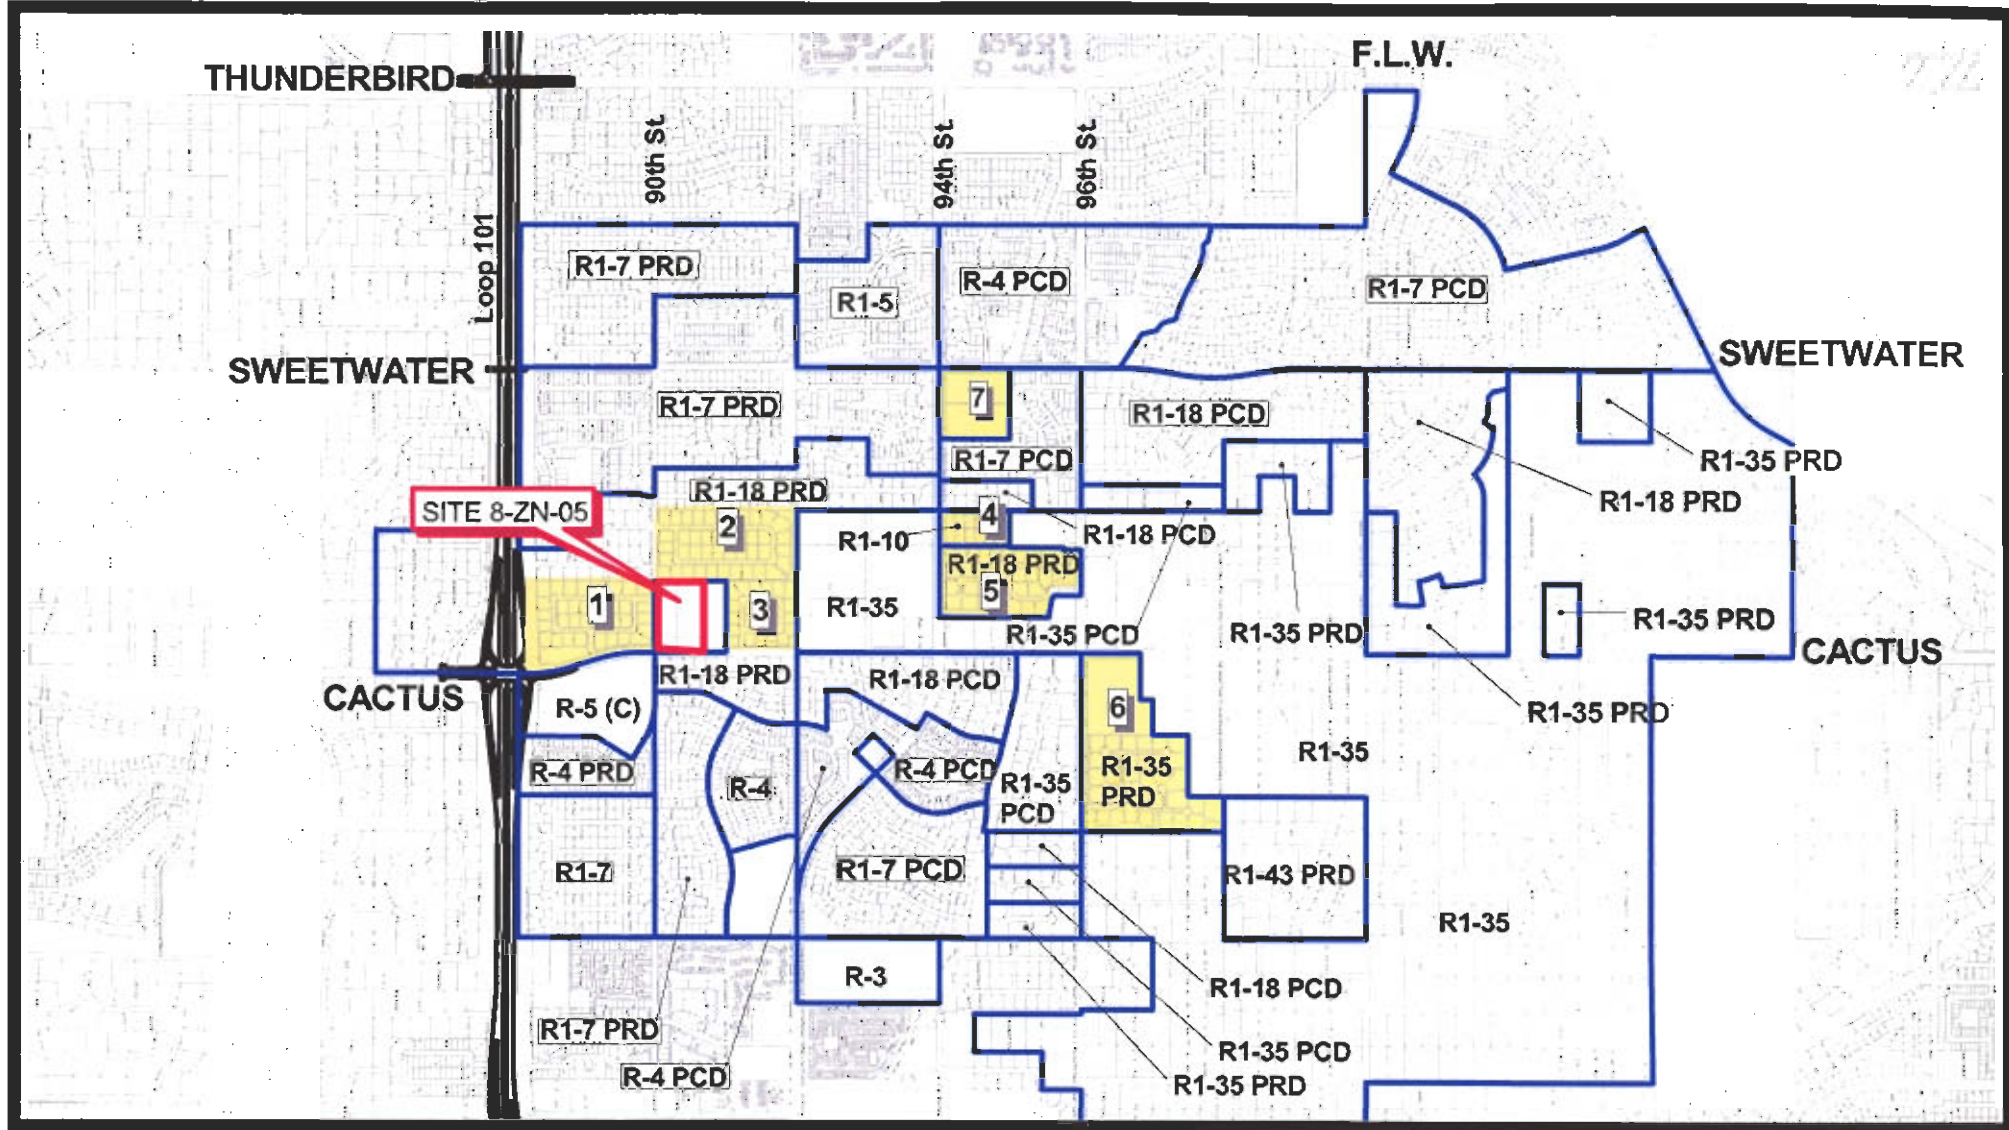 F.L.W.
THUNDERBIRD
90th St.
94th St.
96th St.
Loop 101
R1-7 PRD
R1-5
R-4 PCD
R1-7 PCD
SWEETWATER
SWEETWATER
R1-7 PRD
7
R1-18 PCD
R1-7 PCD
R1-35 PRD
R1-18 PRD
R1-18 PRD
SITE 8-ZN-05
2
4
R1-10
R1-18 PCD
R1-18 PRD
1
3
5
R1-35
R1-35 PCD
R1-35 PRD
R1-35 PRD
CACTUS
CACTUS
R1-18 PRD
R1-18 PCD
R-5 (C)
6
R1-35 PRD
R1-35
R-4 PRD
R-4
R-4 PCD
R1-35
PCD
R1-35
PRD
R1-7
R1-7 PCD
R1-43 PRD
R1-35
R-3
R1-18 PCD
R1-7 PRD
R1-35 PCD
R-4 PCD
R1-35 PRD